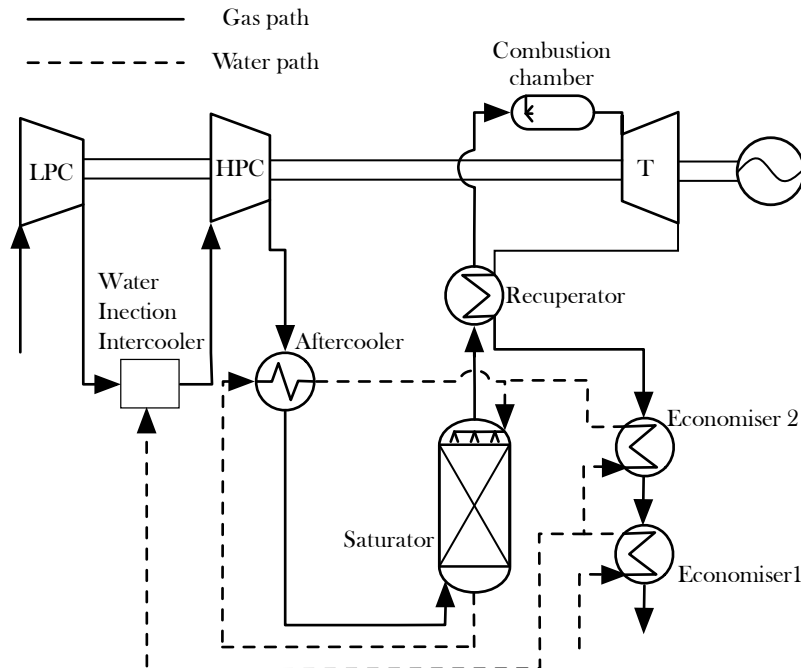 Gas path
Water path
Combustion
chamber
LPC
HPC
T
Water
Inection
Intercooler
Recuperator
Aftercooler
Economiser 2
Saturator
Economiser1